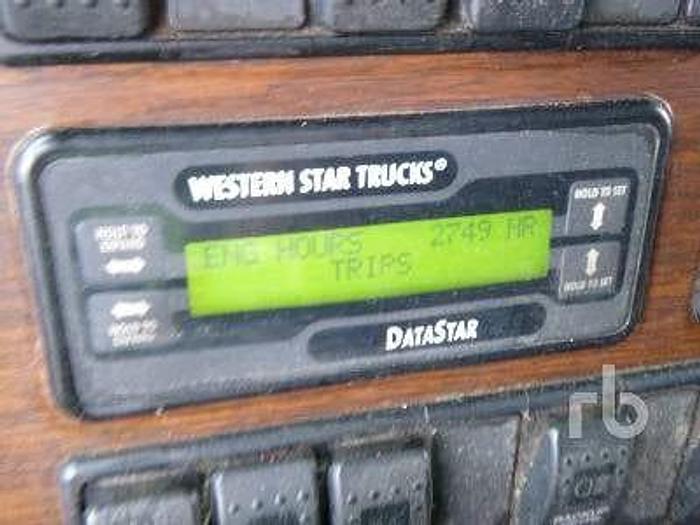 WESTERN STAR TRUCKS®
HOLD TO SET
ENG HOURS 2749 HR
TRIPS
HOLD TO SET
DATASTAR
rb